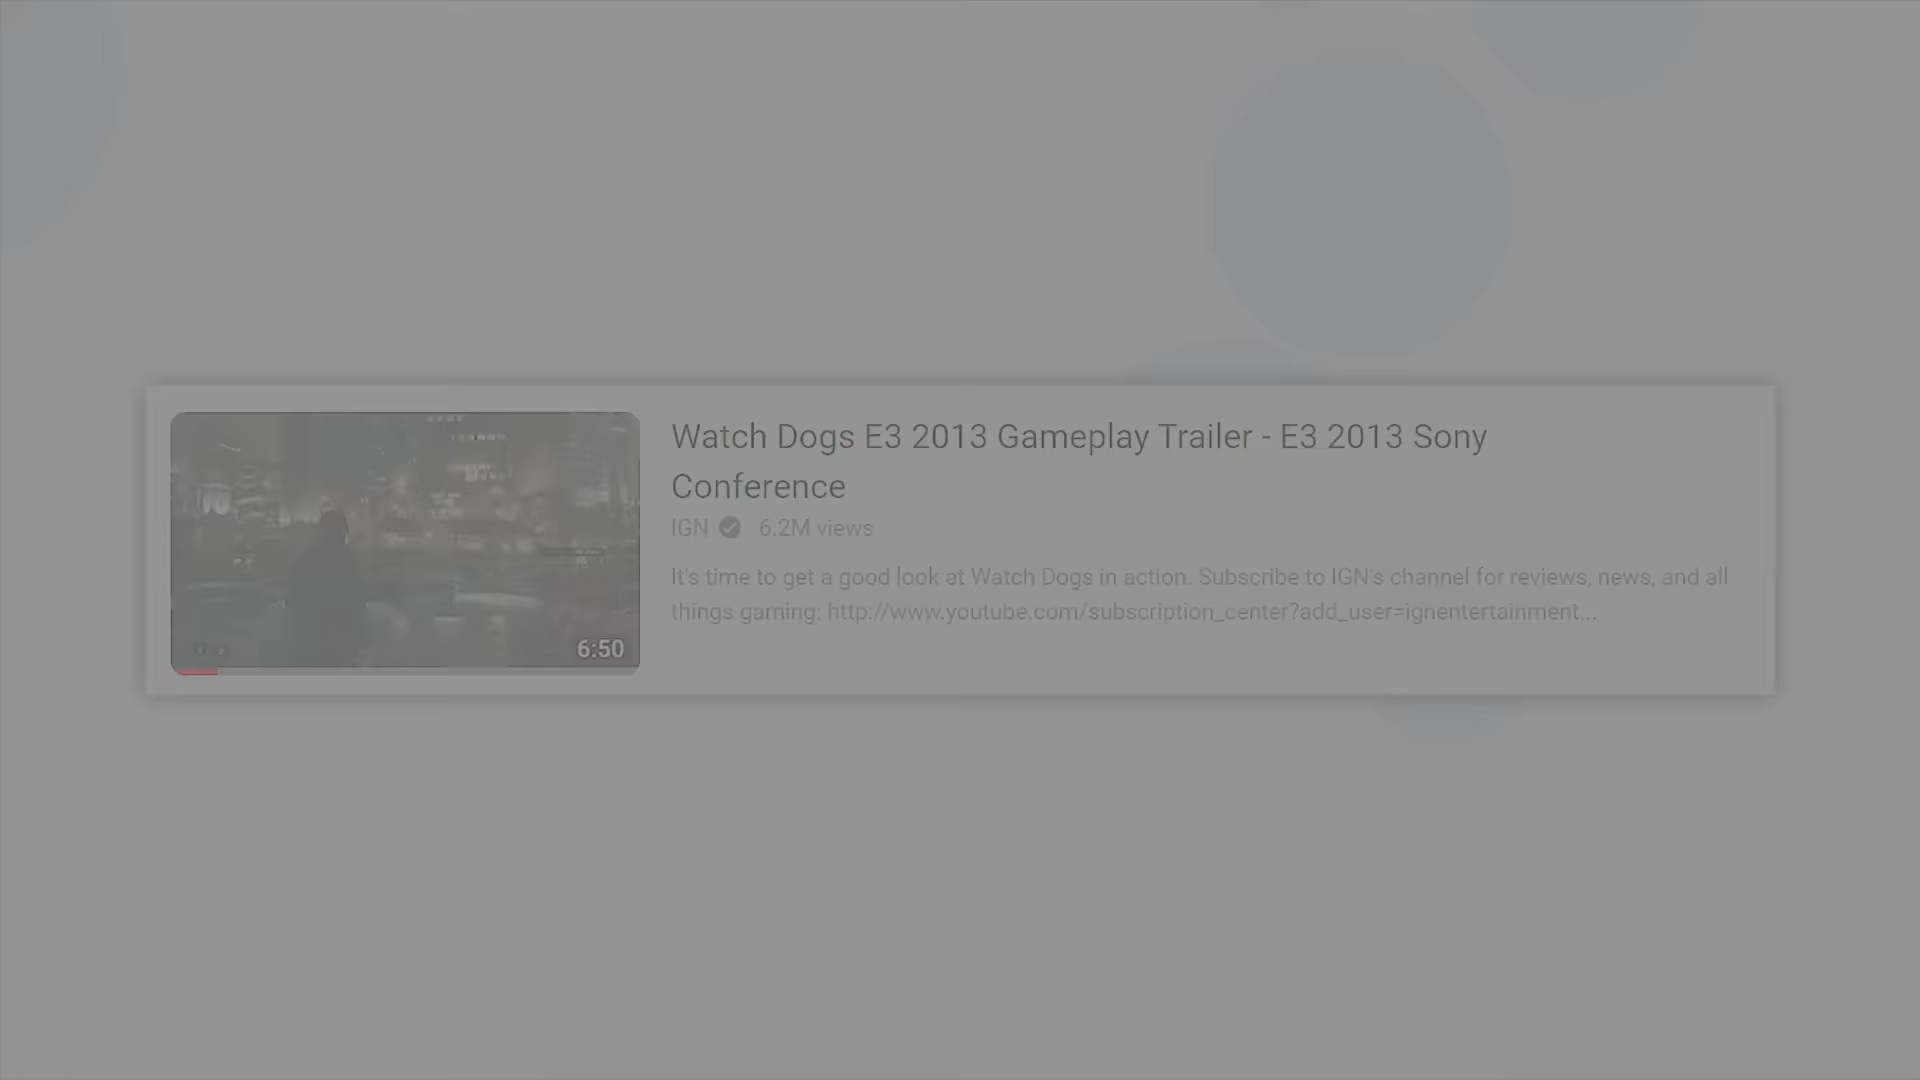 Watch Dogs E3 2013 Gameplay Trailer - E3 2013 Sony
Conference
IGN 6.2M views
It's time to get a good look at Watch Dogs in action. Subscribe to IGN's channel for reviews, news, and all
things gaming: http://www.youtube.com/subscription_center?add_user=ignentertainment...
6:50